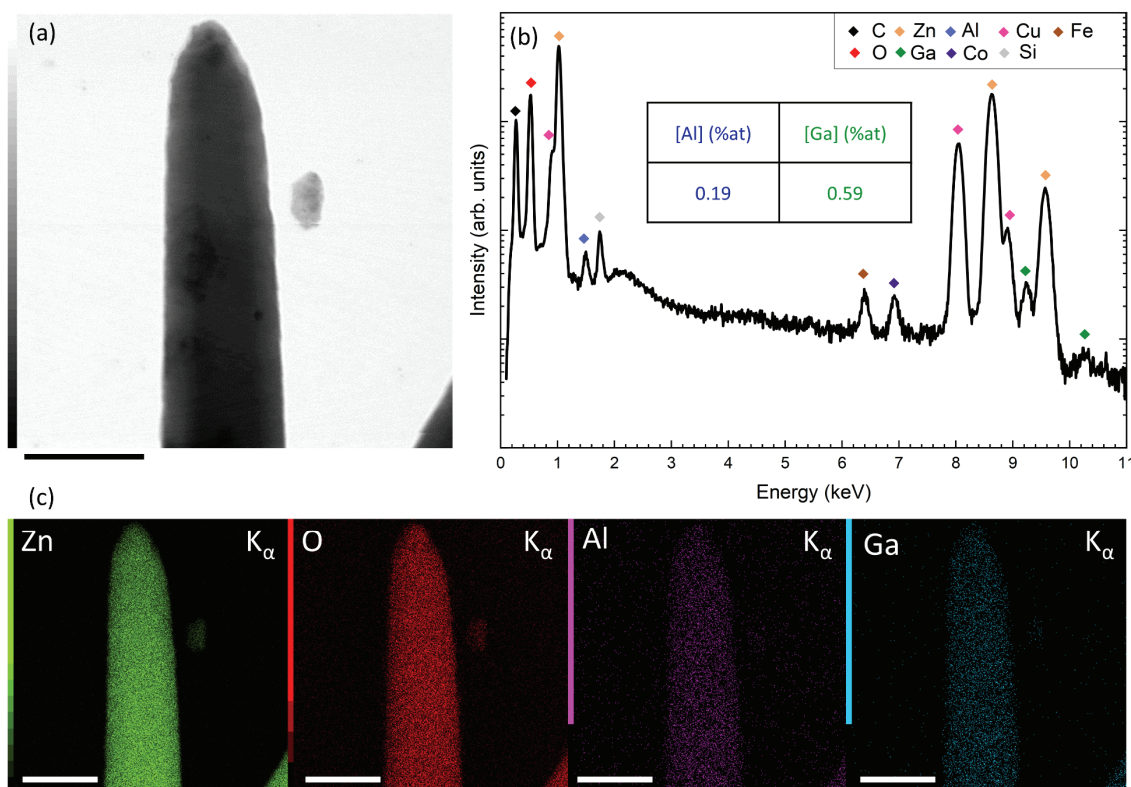 (a)
(b)
C Zn Al Cu Fe
O Ga Co Si
[Al] (%at) [Ga] (%at)
0.19 0.59
Intensity (arb. units)
0 1 2 3 4 5 6 7 8 9 10 11
Energy (keV)
(c)
Zn Kα O Kα Al Kα Ga Kα